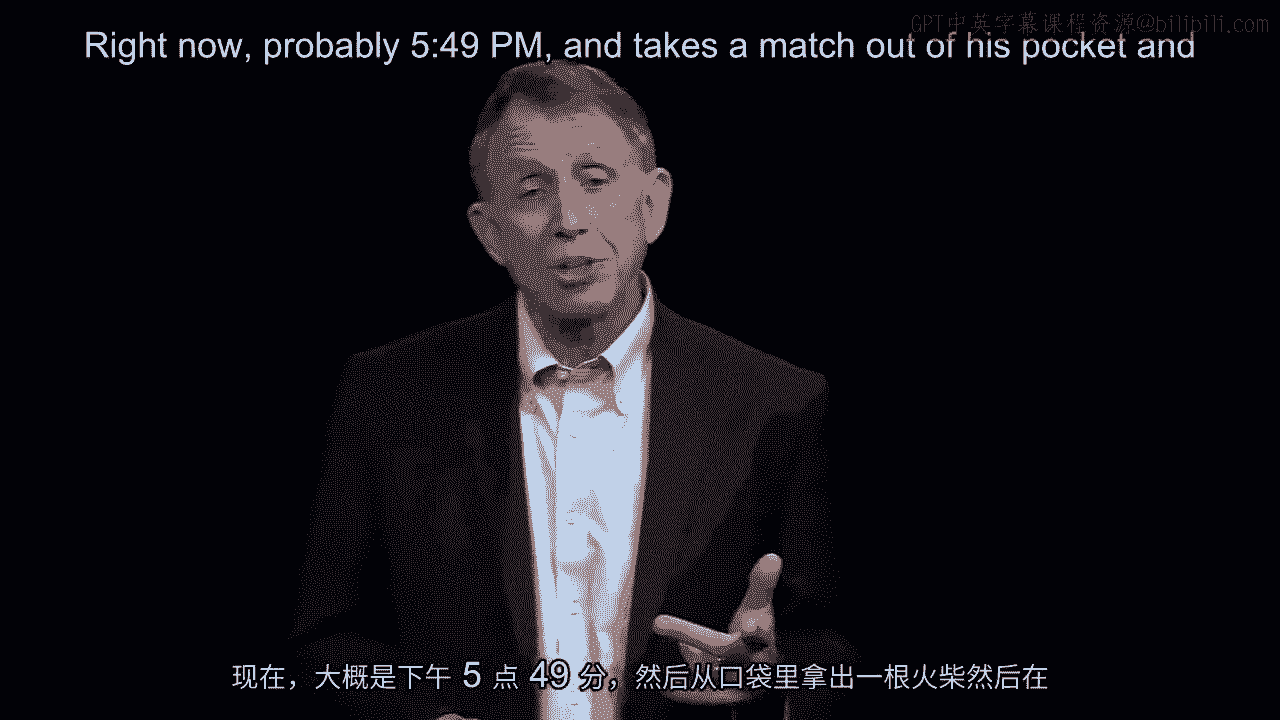 GPT中英字幕课程资源@bilibili.com
Right now, probably 5:49 PM, and takes a match out of his pocket and
现在，大概是下午 5 点 49 分，然后从口袋里拿出一根火柴然后在